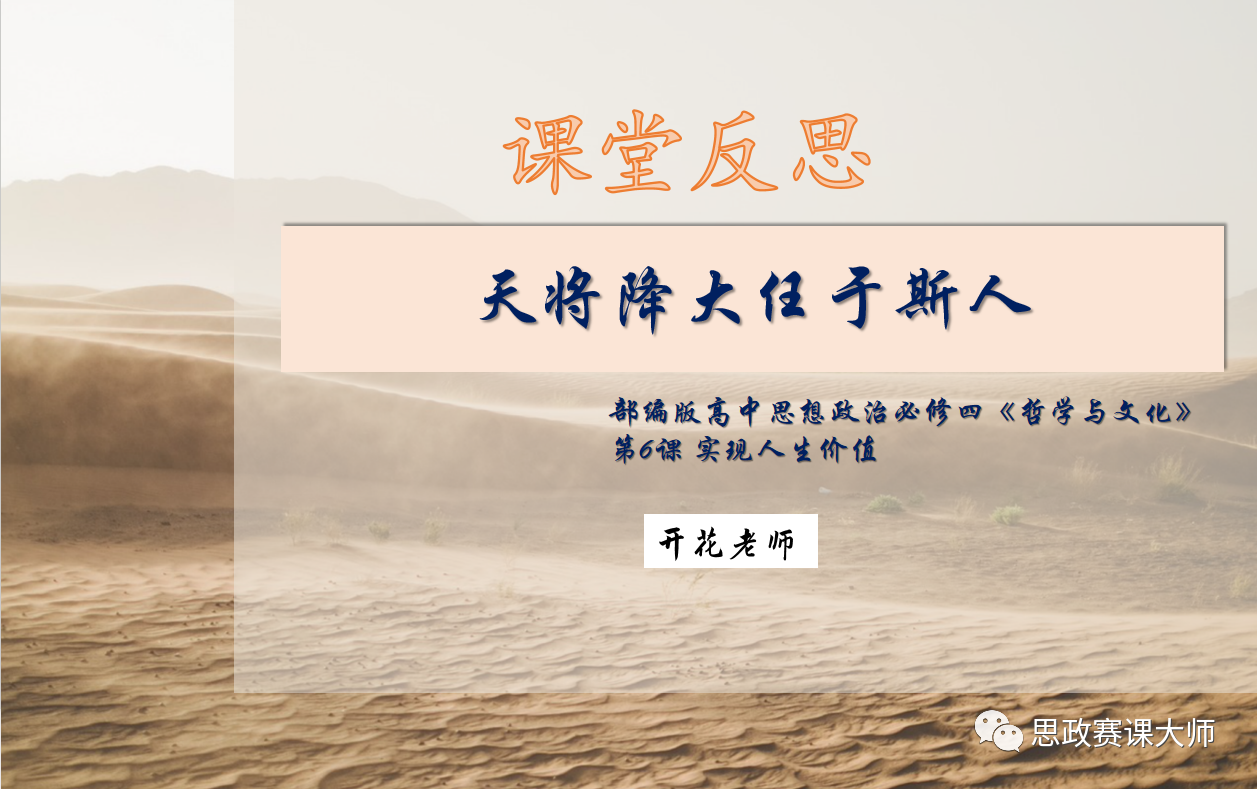 课堂反思
天将降大任于斯人
部编版高中思想政治必修四《哲学与文化》
第6课 实现人生价值
开花老师
思政赛课大师